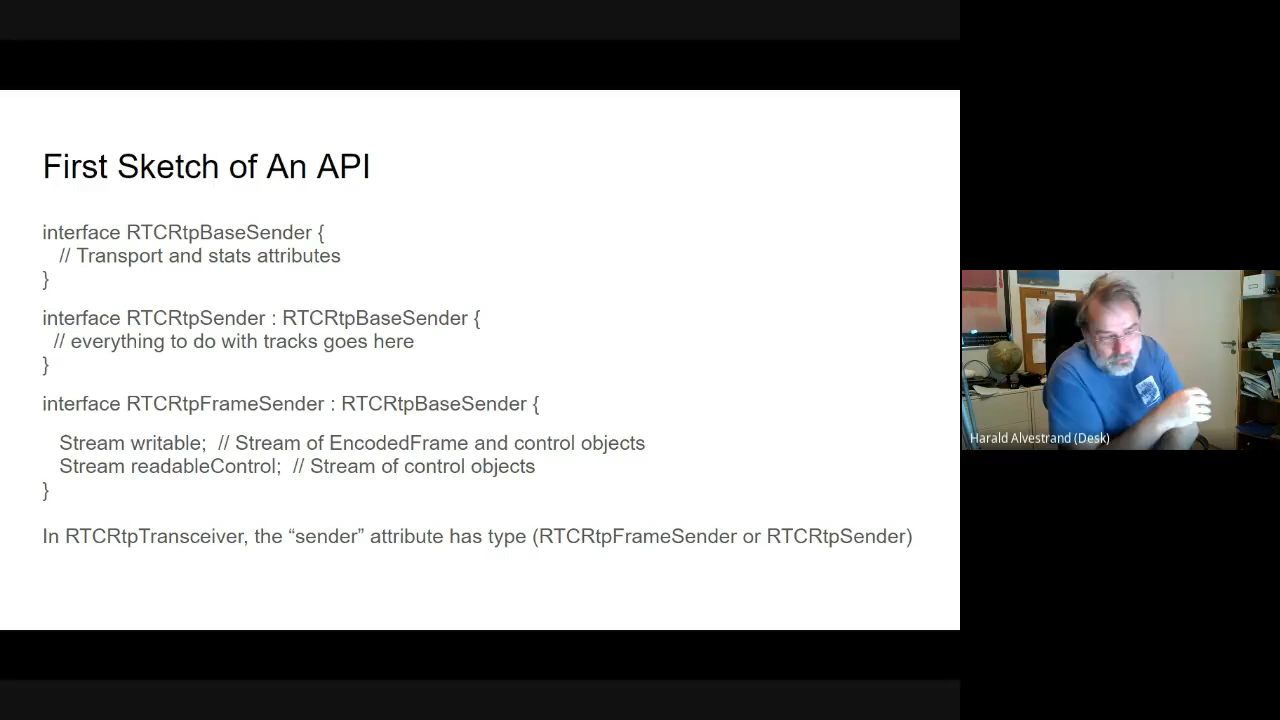 First Sketch of An API
interface RTCRtpBaseSender {
// Transport and stats attributes
}
interface RTCRtpSender : RTCRtpBaseSender {
// everything to do with tracks goes here
}
interface RTCRtpFrameSender : RTCRtpBaseSender {
Stream writable; // Stream of EncodedFrame and control objects
Stream readableControl; // Stream of control objects
}
In RTCRtpTransceiver, the “sender” attribute has type (RTCRtpFrameSender or RTCRtpSender)
Harald Alvestrand (Desk)